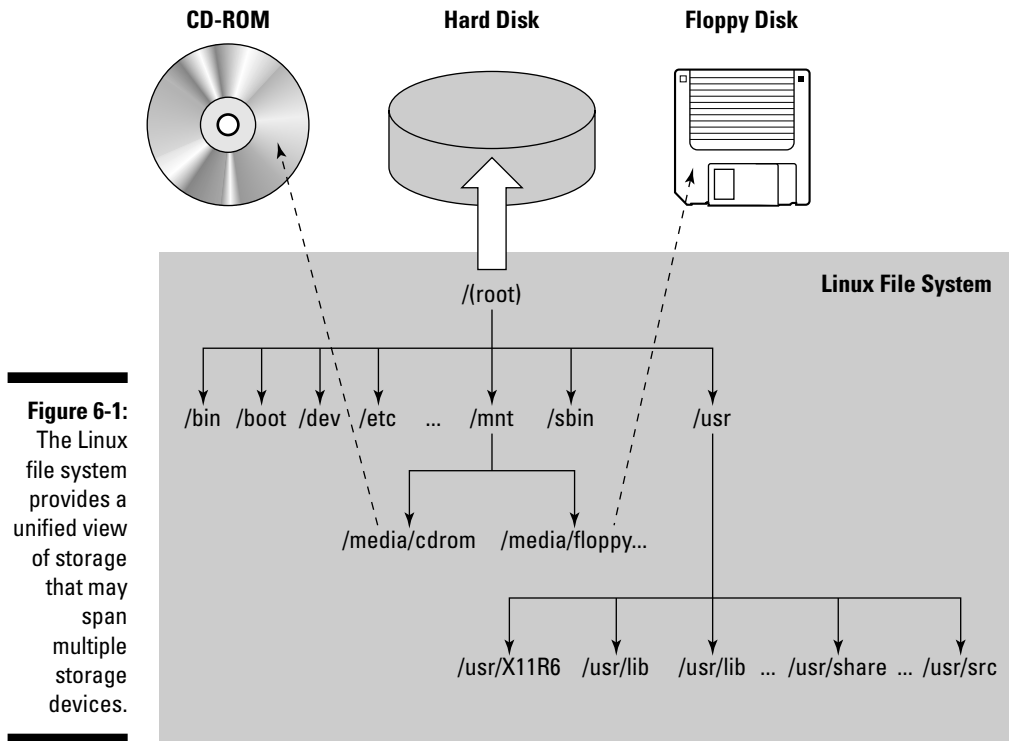 CD-ROM Hard Disk Floppy Disk
Linux File System
/(root)
/bin /boot /dev /etc ... /mnt /sbin /usr
/media/cdrom /media/floppy...
/usr/X11R6 /usr/lib /usr/lib ... /usr/share ... /usr/src
Figure 6-1:
The Linux
file system
provides a
unified view
of storage
that may
span
multiple
storage
devices.